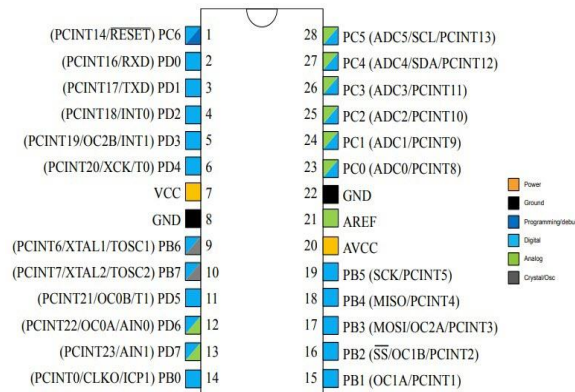 (PCINT14/RESET) PC6 1
(PCINT16/RXD) PD0 2
(PCINT17/TXD) PD1 3
(PCINT18/INT0) PD2 4
(PCINT19/OC2B/INT1) PD3 5
(PCINT20/XCK/T0) PD4 6
VCC 7
GND 8
(PCINT6/XTAL1/TOSC1) PB6 9
(PCINT7/XTAL2/TOSC2) PB7 10
(PCINT21/OC0B/T1) PD5 11
(PCINT22/OC0A/AIN0) PD6 12
(PCINT23/AIN1) PD7 13
(PCINT0/CLKO/ICP1) PB0 14
28 PC5 (ADC5/SCL/PCINT13)
27 PC4 (ADC4/SDA/PCINT12)
26 PC3 (ADC3/PCINT11)
25 PC2 (ADC2/PCINT10)
24 PC1 (ADC1/PCINT9)
23 PC0 (ADC0/PCINT8)
22 GND
21 AREF
20 AVCC
19 PB5 (SCK/PCINT5)
18 PB4 (MISO/PCINT4)
17 PB3 (MOSI/OC2A/PCINT3)
16 PB2 (SS/OC1B/PCINT2)
15 PB1 (OC1A/PCINT1)
Power
Ground
Programming/debu
Digital
Analog
Crystal/Osc